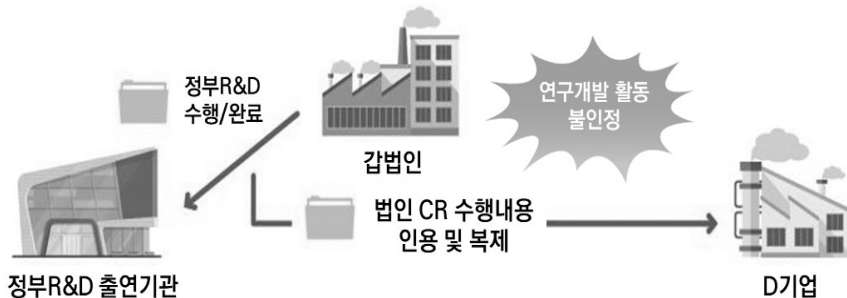 정부R&D
수행/완료
연구개발 활동
불인정
갑법인
법인 CR 수행내용
인용 및 복제
정부R&D 출연기관
D기업